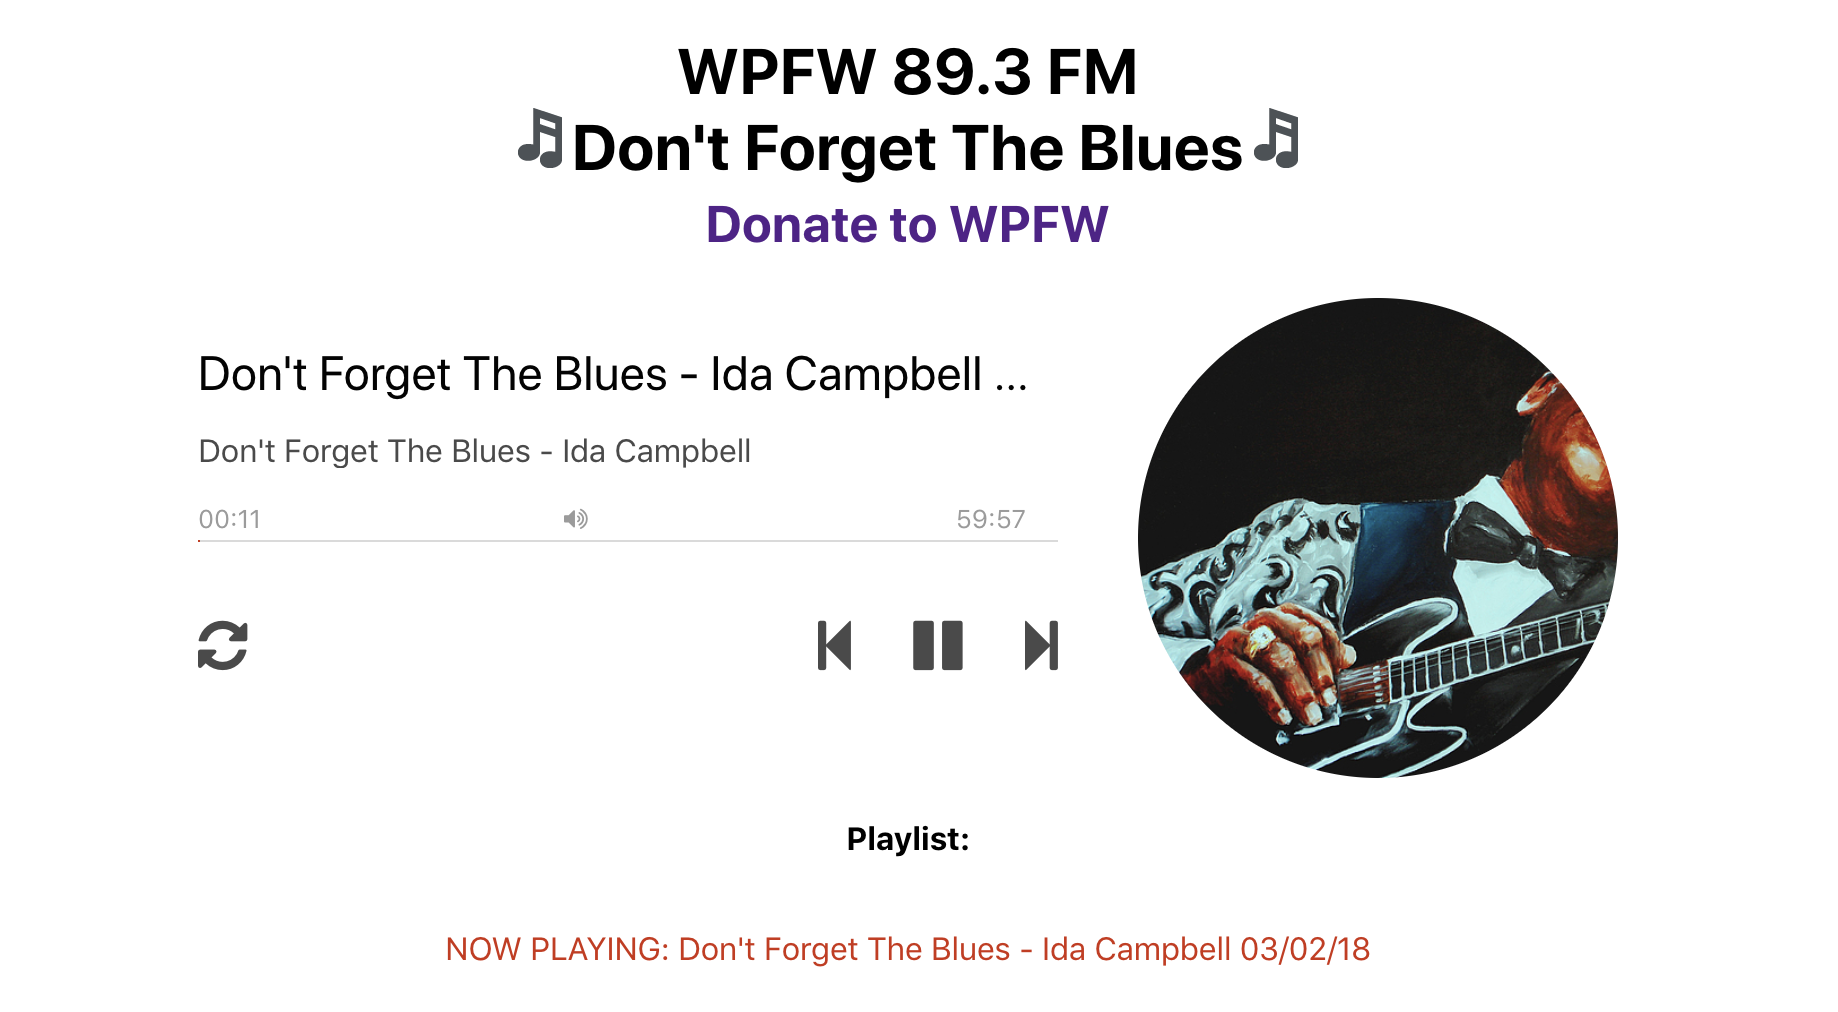 WPFW 89.3 FM
Don't Forget The Blues
Donate to WPFW
Don't Forget The Blues - Ida Campbell ...
Don't Forget The Blues - Ida Campbell
00:11 59:57
Playlist:
NOW PLAYING: Don't Forget The Blues - Ida Campbell 03/02/18